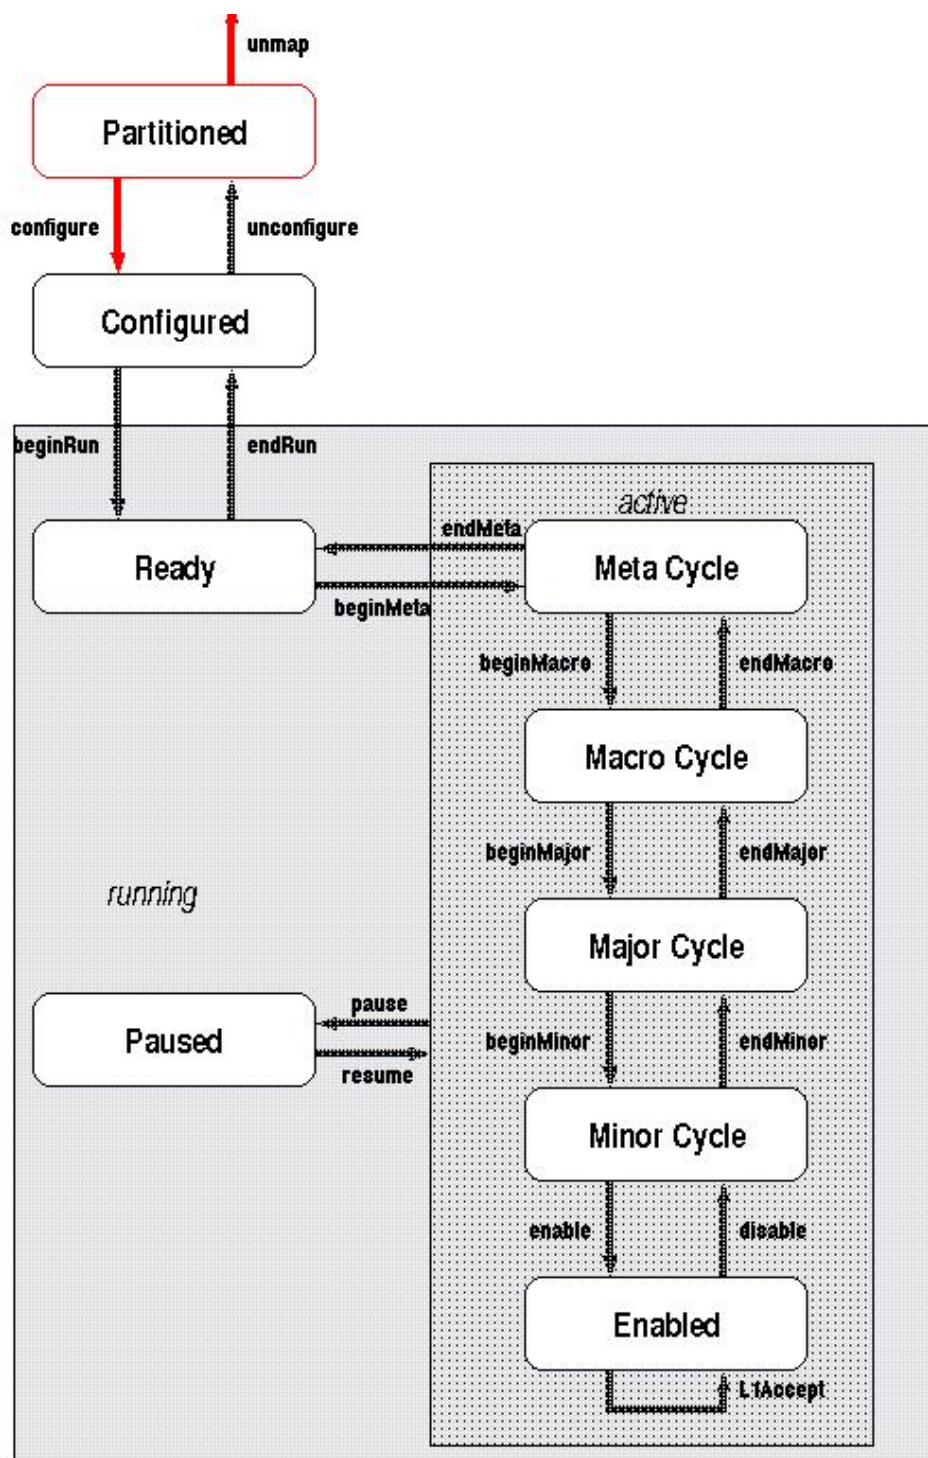 unmap
Partitioned
configure
unconfigure
Configured
beginRun
endRun
active
endMeta
Ready
Meta Cycle
beginMeta
beginMacro
endMacro
Macro Cycle
beginMajor
endMajor
running
Major Cycle
pause
Paused
beginMinor
endMinor
resume
Minor Cycle
enable
disable
Enabled
L1Accept